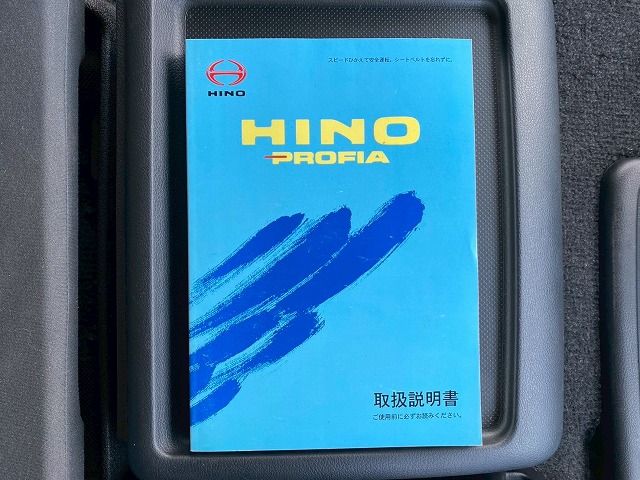 スピードひかえて安全運転、シートベルトを忘れずに。
HINO
HINO
PROFIA
取扱説明書
ご使用前に必ずお読みください。